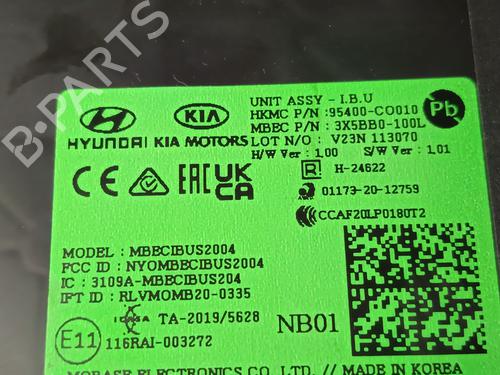 UNIT ASSY - I.B.U
HKMC P/N :95400-CO010
MBEC P/N : 3X5BB0-100L
LOT N/O : V23N 113070
H/W Ver : 1.00 S/W Ver : 1.01
Pb
HYUNDAI KIA MOTORS
KIA
R H-24622
01173-20-12759
CCAF20LP0180T2
CE EAC UK CA
MODEL : MBECIBUS2004
FCC ID : NYOMBECIBUS2004
IC : 3109A-MBECIBUS204
IFT ID : RLVMOMB20-0335
ICASA TA-2019/5628
NB01
E11 116RAI-003272
MOBASE ELECTRONICS CO., LTD. // MADE IN KOREA
B-PARTS